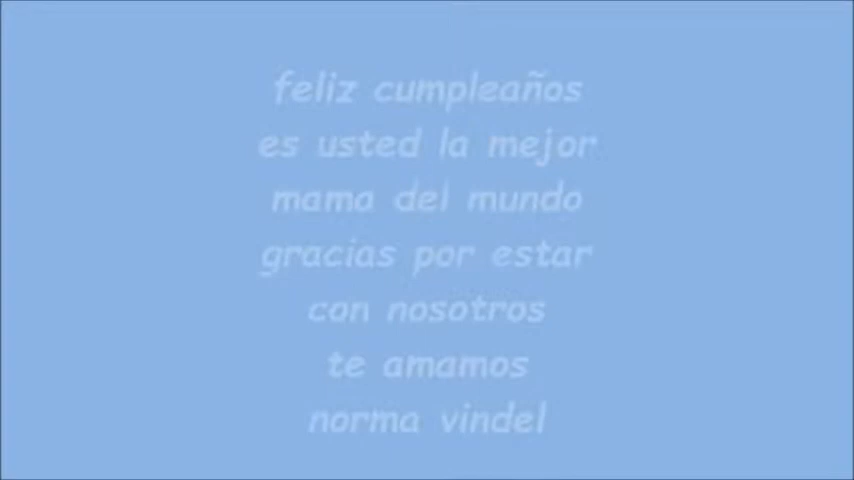 feliz cumpleaños
es usted la mejor
mama del mundo
gracias por estar
con nosotros
te amamos
norma vindel